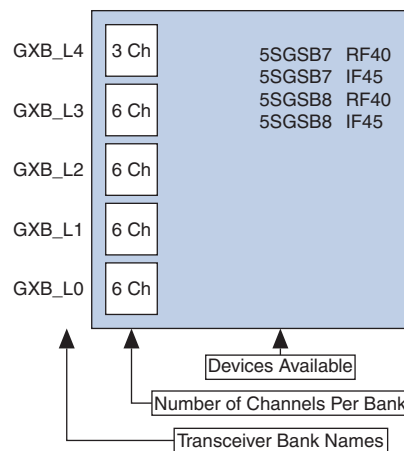 GXB_L4 3 Ch
5SGSB7 RF40
5SGSB7 IF45
5SGSB8 RF40
5SGSB8 IF45
GXB_L3 6 Ch
GXB_L2 6 Ch
GXB_L1 6 Ch
GXB_L0 6 Ch
Devices Available
Number of Channels Per Bank
Transceiver Bank Names